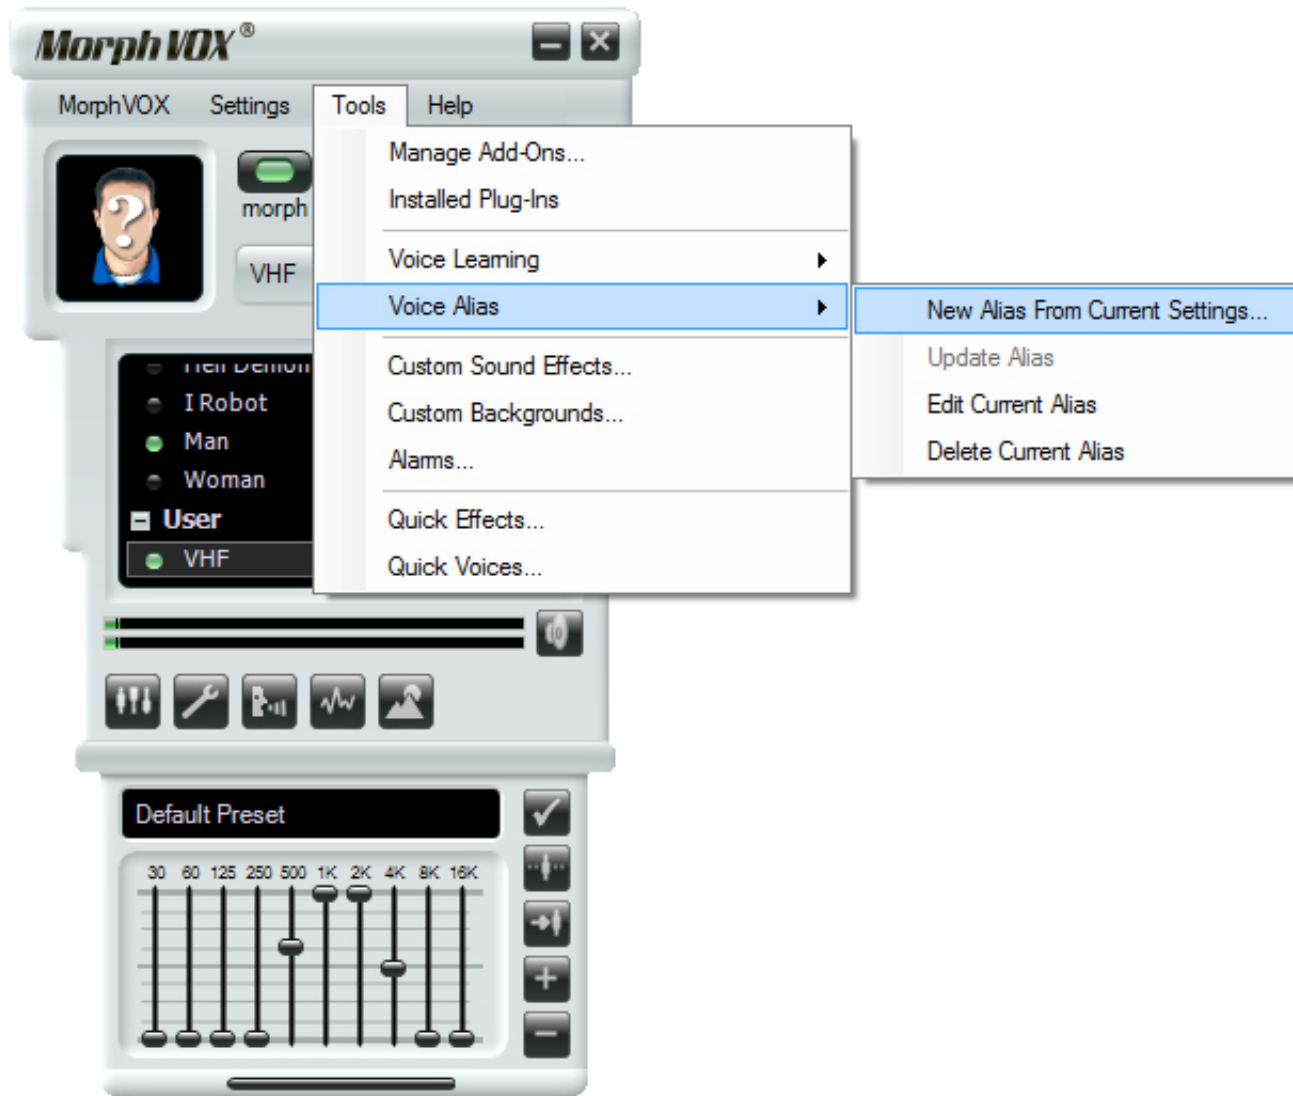 MorphVOX®
MorphVOX Settings Tools Help
Manage Add-Ons...
Installed Plug-Ins
morph
VHF
Voice Learning
Voice Alias
New Alias From Current Settings...
Update Alias
Edit Current Alias
Delete Current Alias
Custom Sound Effects...
Custom Backgrounds...
Alarms...
Quick Effects...
Quick Voices...
Hell Demon
I Robot
Man
Woman
User
VHF
Default Preset
30 60 125 250 500 1K 2K 4K 8K 16K